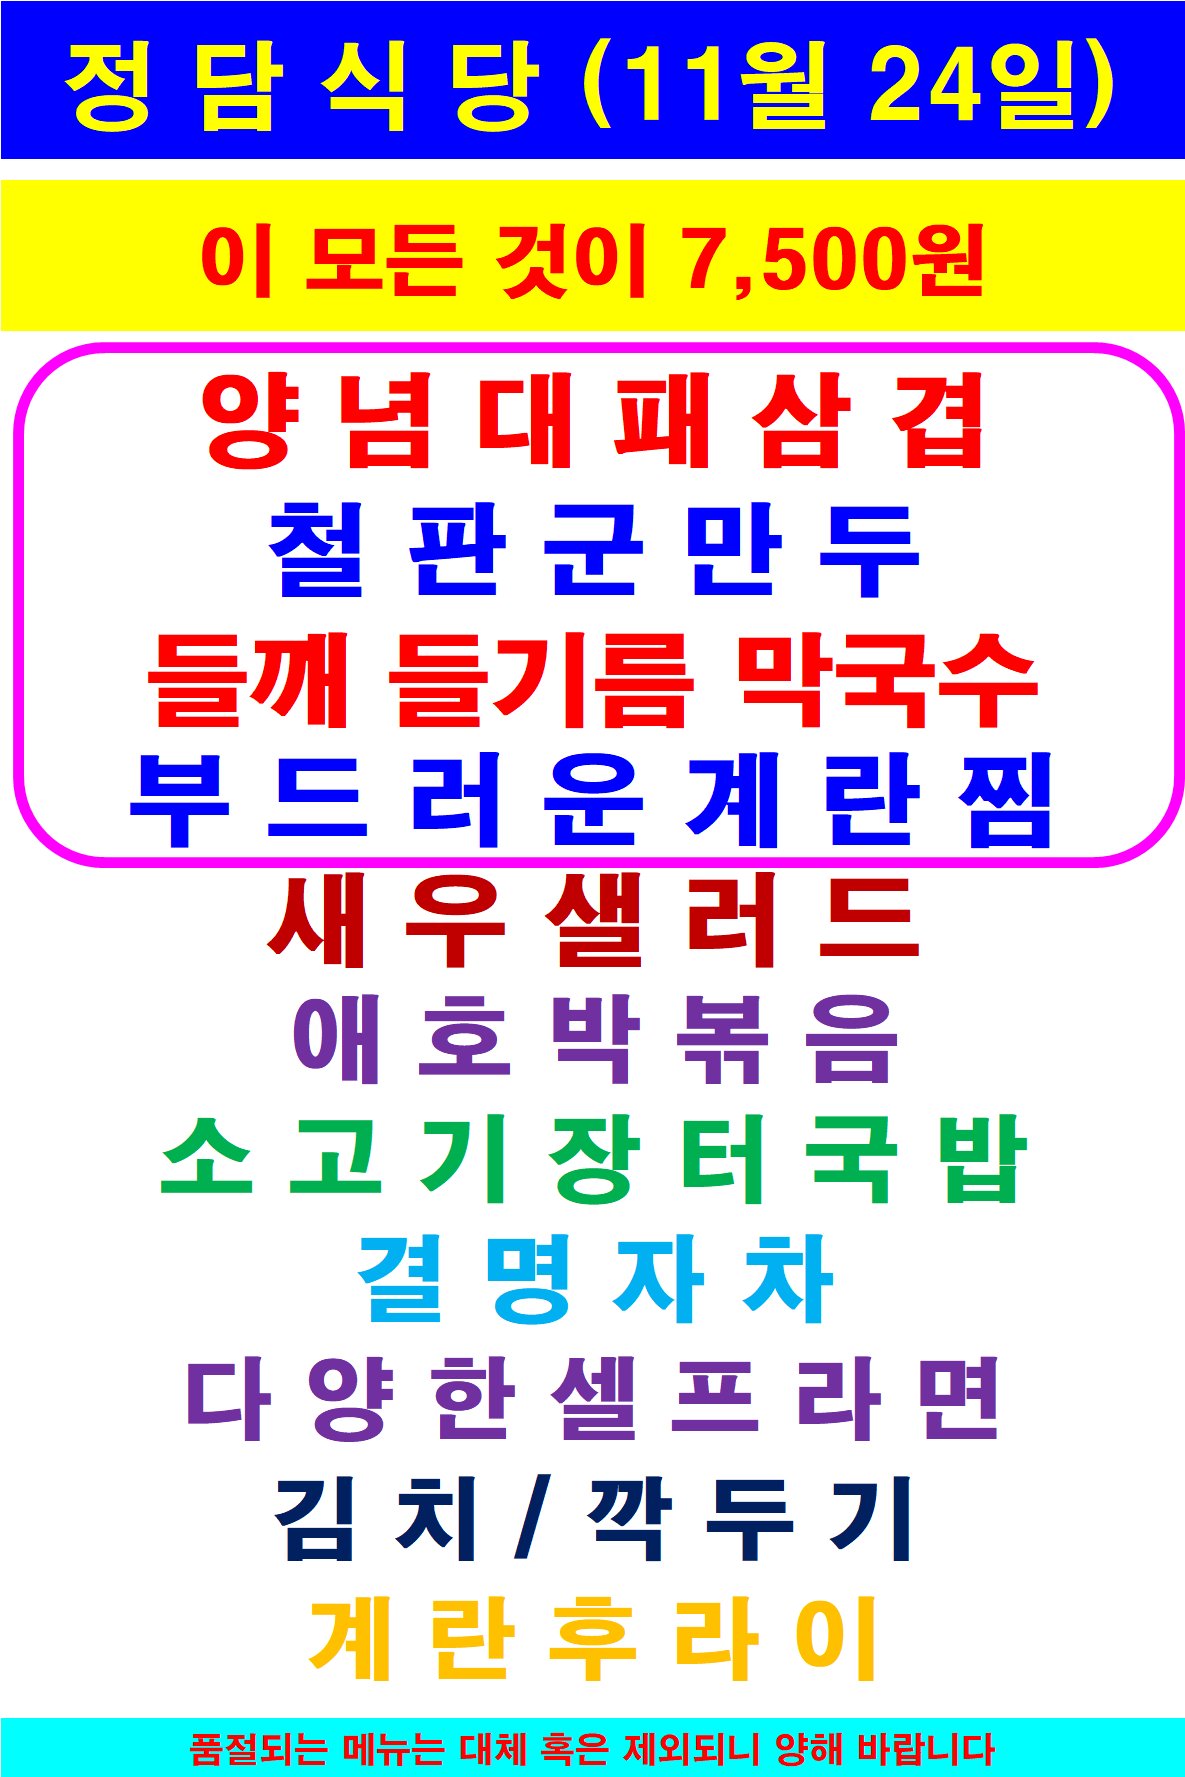 정 담 식 당 (11월 24일)
이 모든 것이 7,500원
양 념 대 패 삼 겹
철 판 군 만 두
들깨 들기름 막국수
부 드 러 운 계 란 찜
새 우 샐 러 드
애 호 박 볶 음
소 고 기 장 터 국 밥
결 명 자 차
다 양 한 셀 프 라 면
김 치 / 깍 두 기
계 란 후 라 이
품절되는 메뉴는 대체 혹은 제외되니 양해 바랍니다